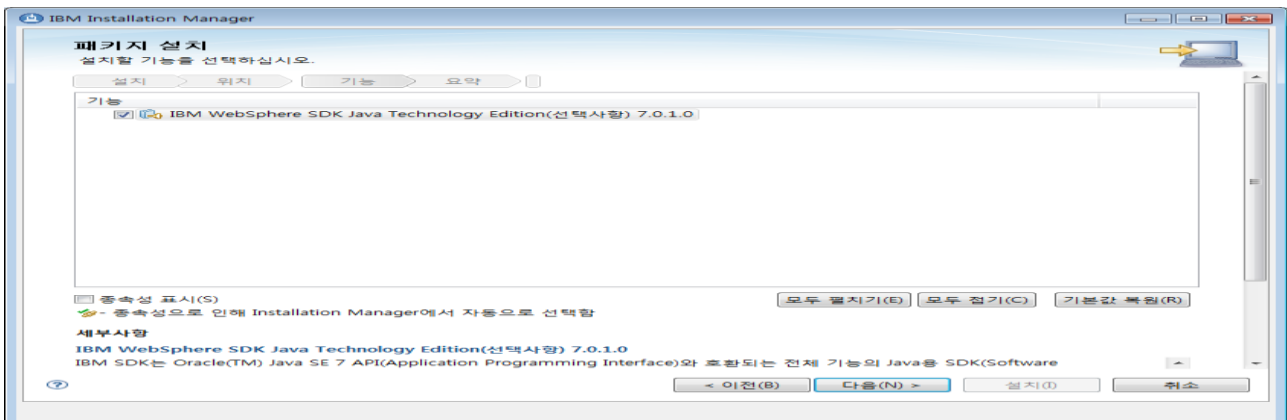 IBM Installation Manager
패키지 설치
설치할 기능을 선택하십시오.
설치 위치 기능 요약
기능
IBM WebSphere SDK Java Technology Edition(선택사항) 7.0.1.0
종속성 표시(S) 모두 펼치기(E) 모두 접기(C) 기본값 복원(R)
- 종속성으로 인해 Installation Manager에서 자동으로 선택함
세부사항
IBM WebSphere SDK Java Technology Edition(선택사항) 7.0.1.0
IBM SDK는 Oracle(TM) Java SE 7 API(Application Programming Interface)와 호환되는 전체 기능의 Java용 SDK(Software
? < 이전(B) 다음(N) > 설치(I) 취소